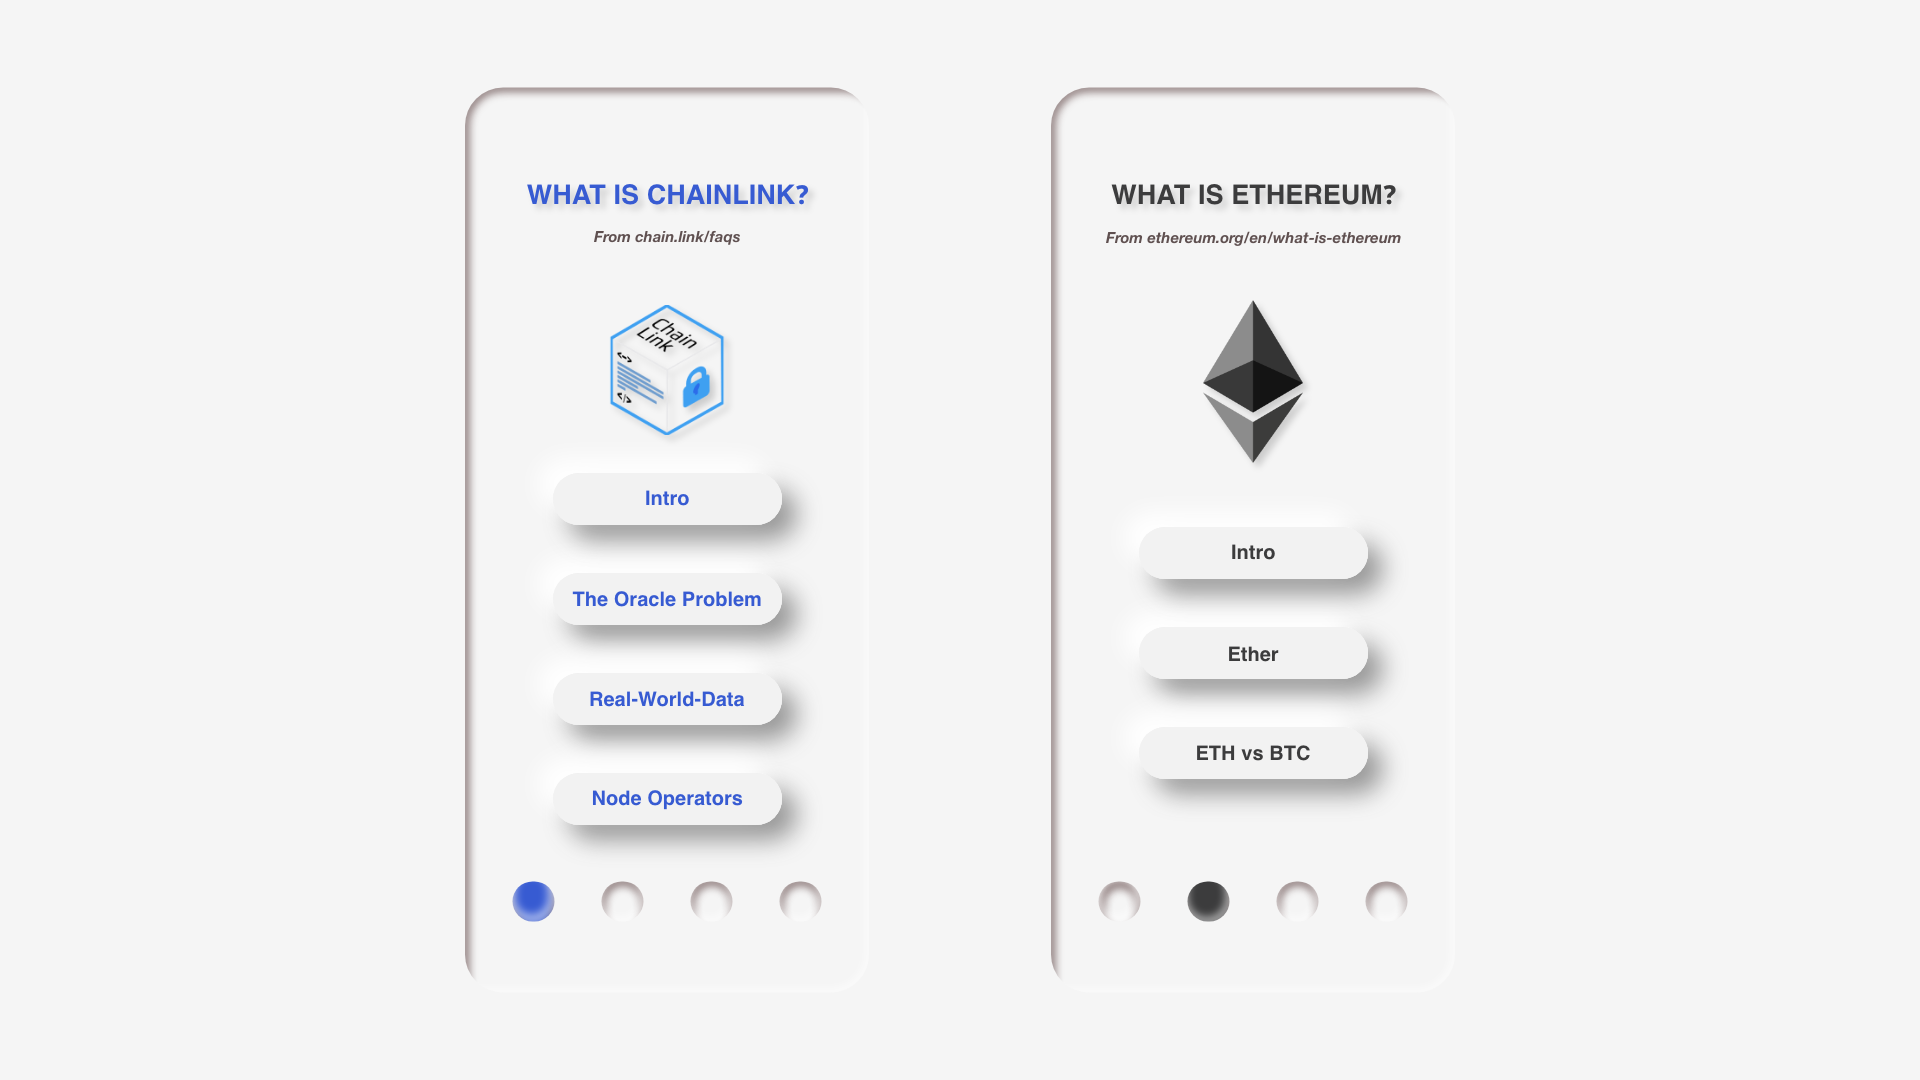 WHAT IS CHAINLINK?
From chain.link/faqs
Chain
Link
<->
</>
Intro
The Oracle Problem
Real-World-Data
Node Operators
WHAT IS ETHEREUM?
From ethereum.org/en/what-is-ethereum
Intro
Ether
ETH vs BTC